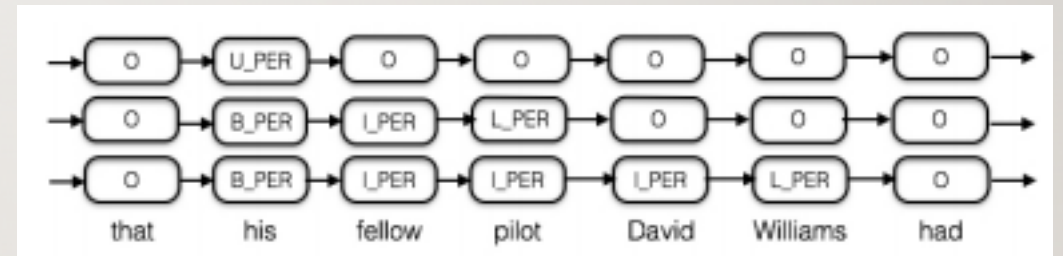 O U_PER O O O O O
O B_PER I_PER L_PER O O O
O B_PER I_PER I_PER I_PER L_PER O
that his fellow pilot David Williams had